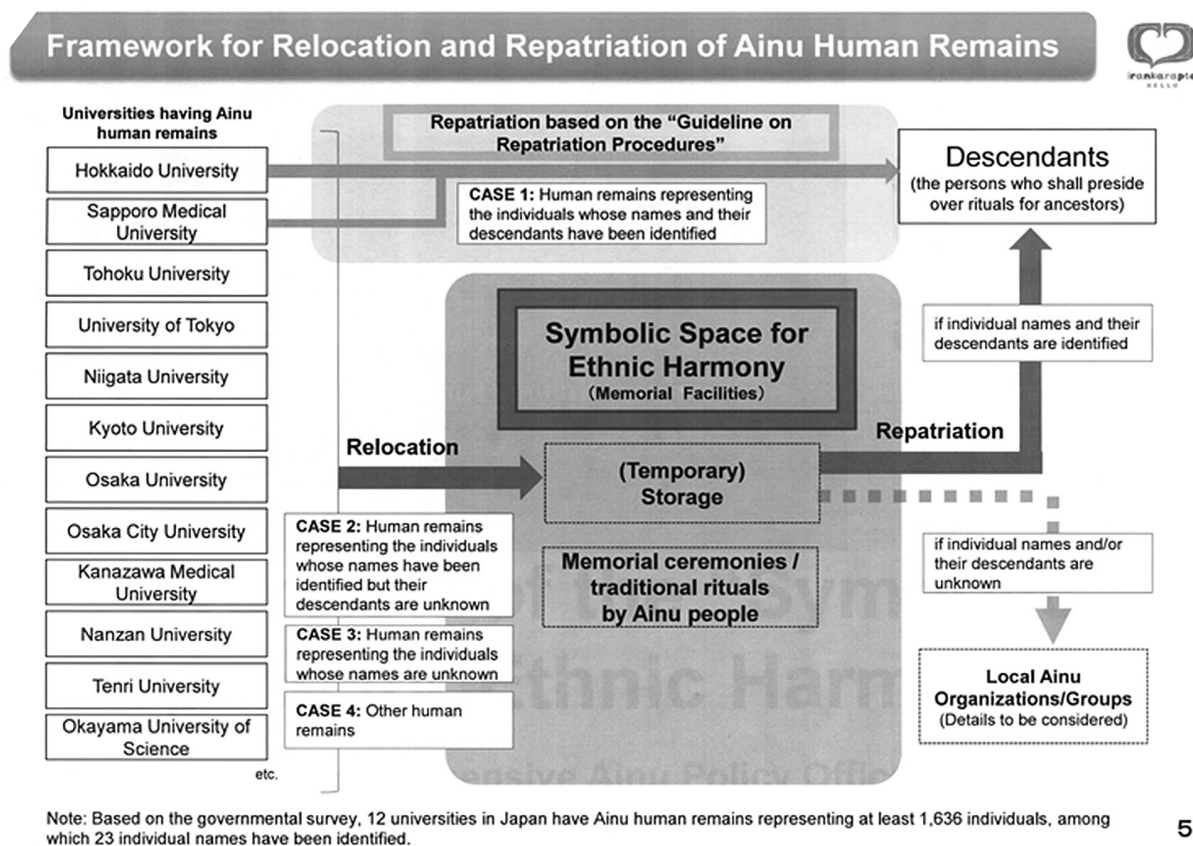 Framework for Relocation and Repatriation of Ainu Human Remains
irankarapte
HELLO
Universities having Ainu
human remains
Hokkaido University
Sapporo Medical
University
Tohoku University
University of Tokyo
Niigata University
Kyoto University
Osaka University
Osaka City University
Kanazawa Medical
University
Nanzan University
Tenri University
Okayama University of
Science
etc.
Repatriation based on the “Guideline on
Repatriation Procedures”
CASE 1: Human remains representing
the individuals whose names and their
descendants have been identified
Descendants
(the persons who shall preside
over rituals for ancestors)
Symbolic Space for
Ethnic Harmony
(Memorial Facilities)
if individual names and their
descendants are identified
Relocation
Repatriation
(Temporary)
Storage
CASE 2: Human remains
representing the individuals
whose names have been
identified but their
descendants are unknown
CASE 3: Human remains
representing the individuals
whose names are unknown
CASE 4: Other human
remains
Memorial ceremonies /
traditional rituals
by Ainu people
if individual names and/or
their descendants are
unknown
Local Ainu
Organizations/Groups
(Details to be considered)
Note: Based on the governmental survey, 12 universities in Japan have Ainu human remains representing at least 1,636 individuals, among
which 23 individual names have been identified.
5